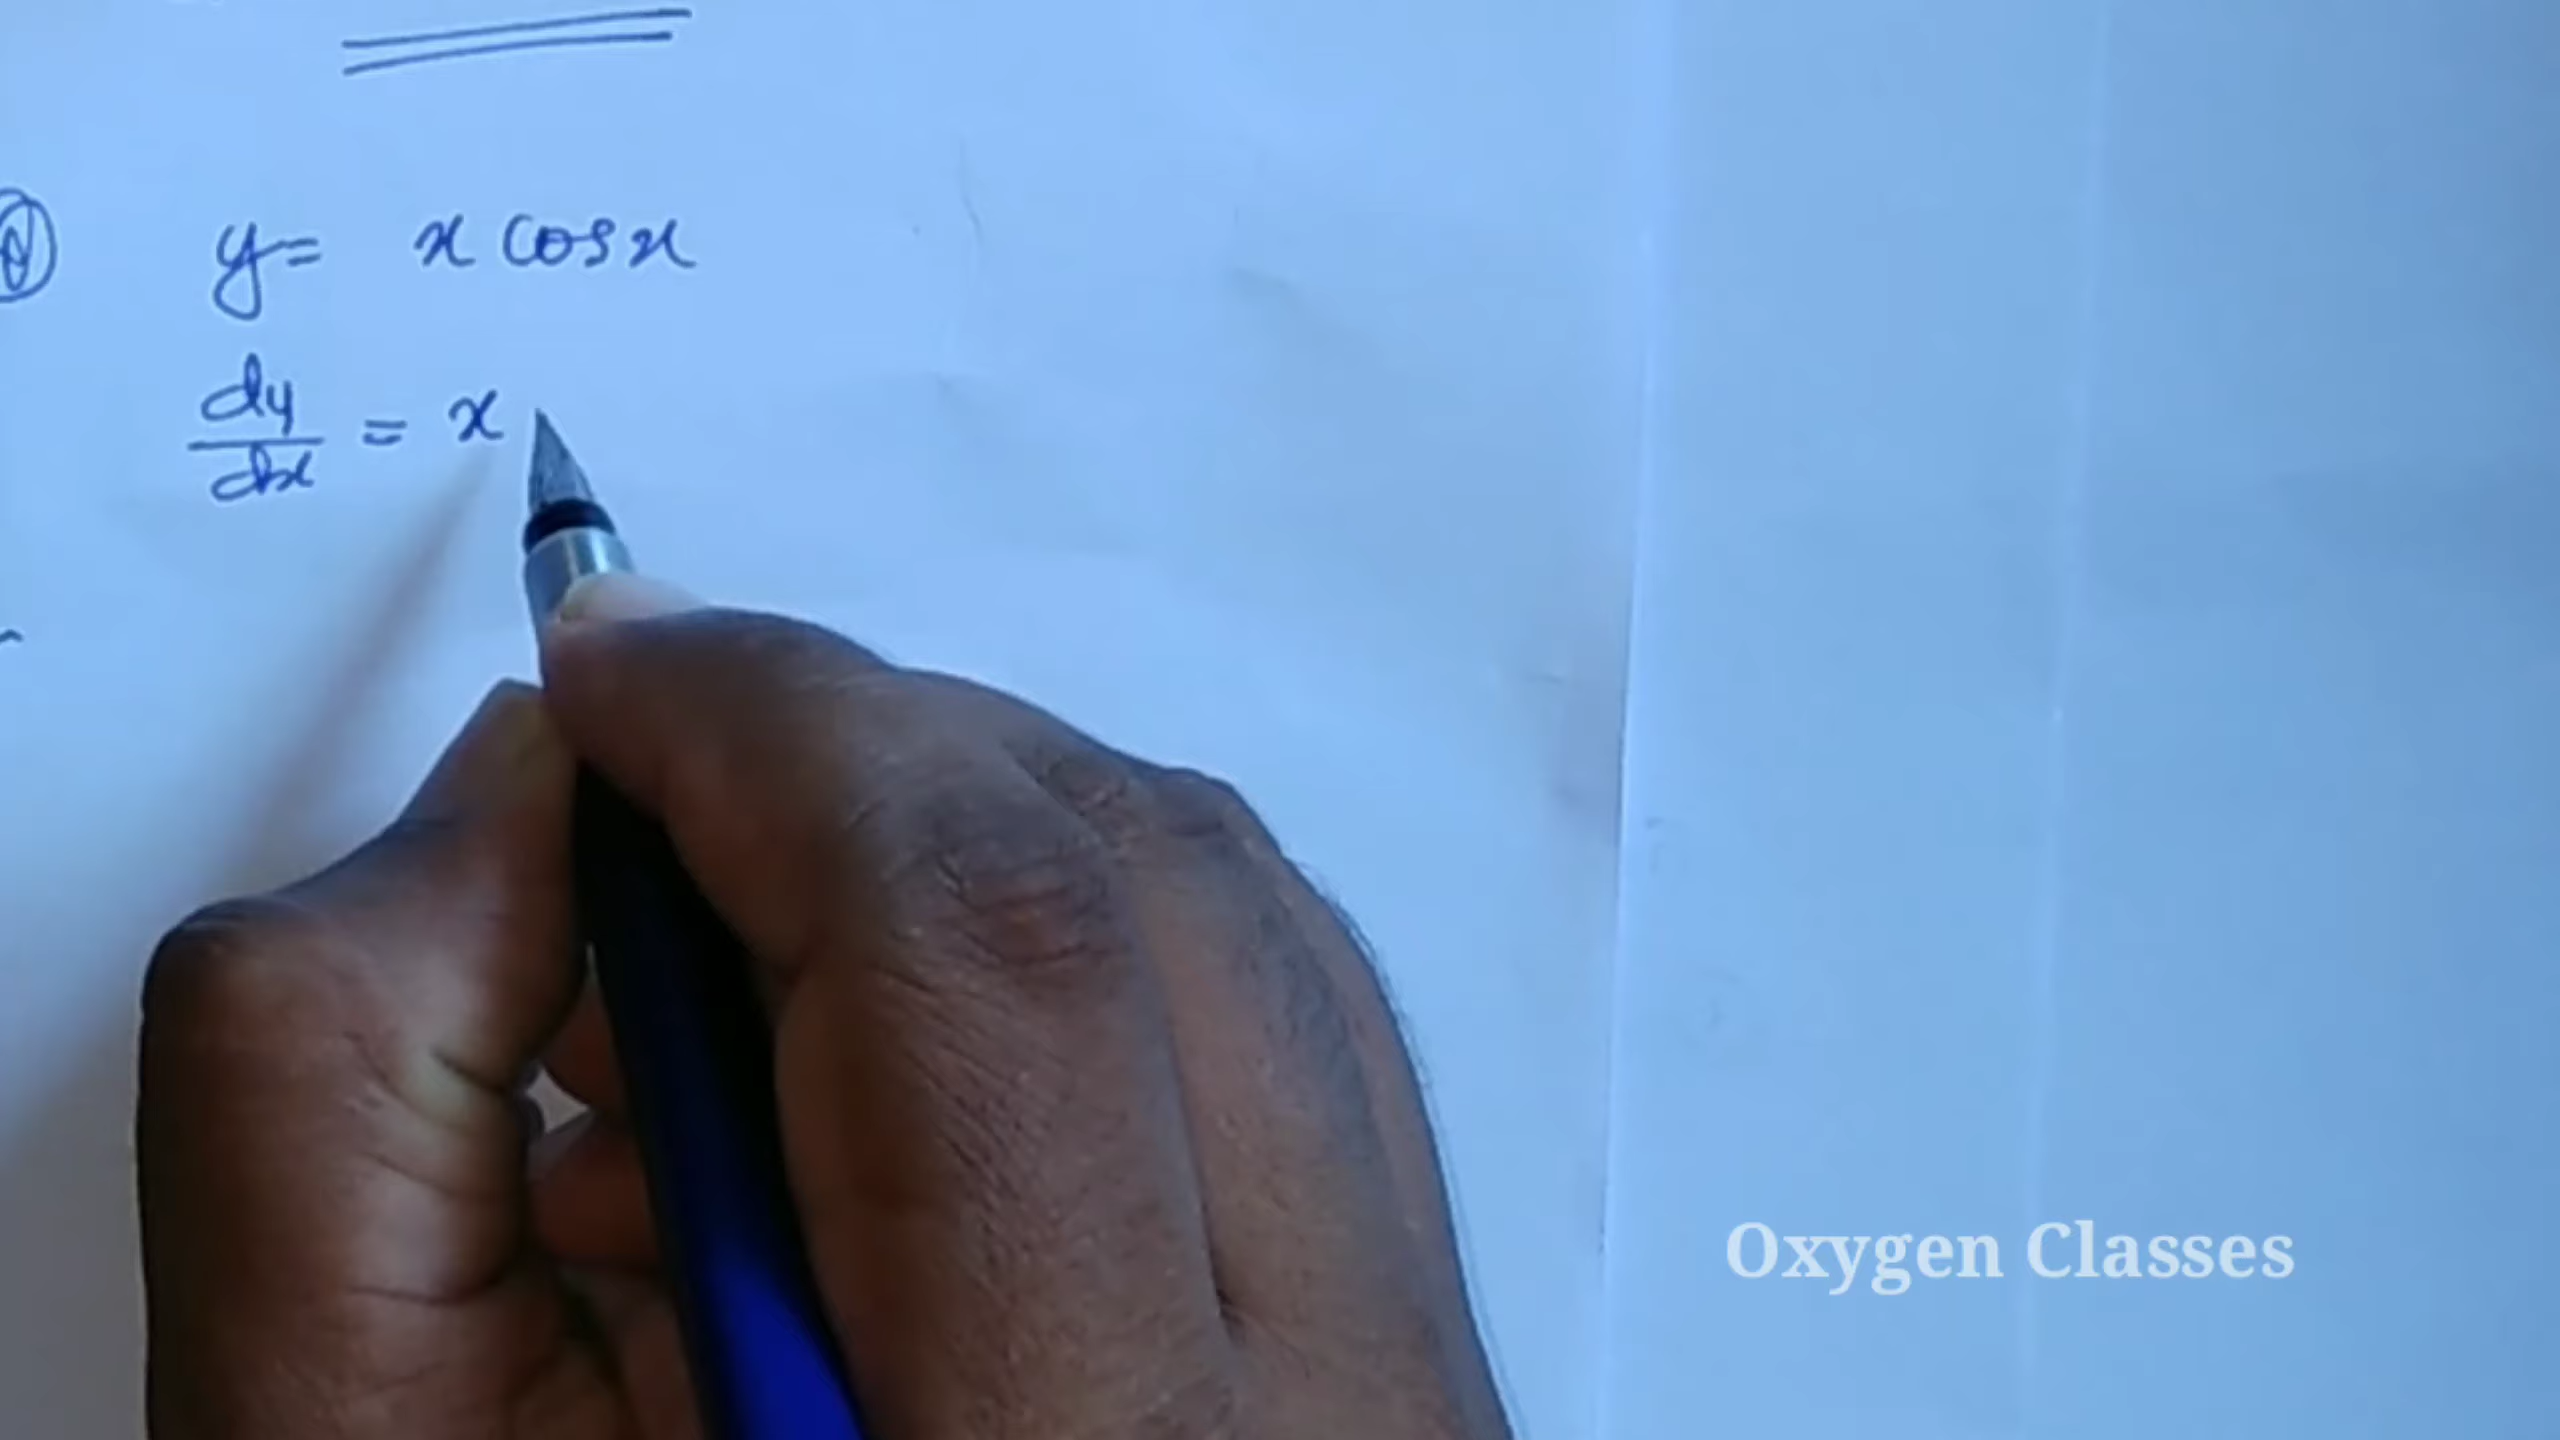 y = x cos x
dy/dx = x
Oxygen Classes